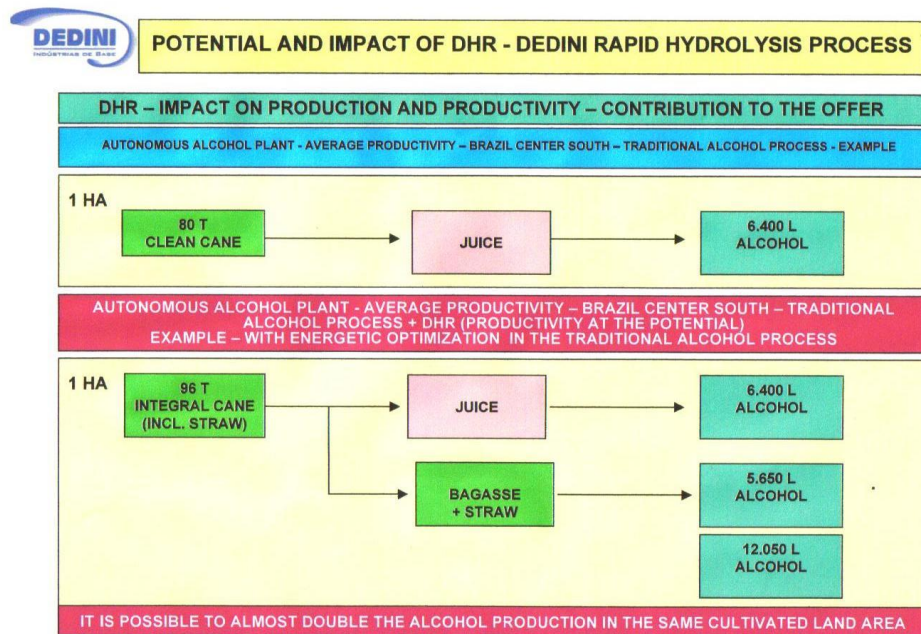 DEDINI
INDÚSTRIAS DE BASE
POTENTIAL AND IMPACT OF DHR - DEDINI RAPID HYDROLYSIS PROCESS
DHR – IMPACT ON PRODUCTION AND PRODUCTIVITY – CONTRIBUTION TO THE OFFER
AUTONOMOUS ALCOHOL PLANT - AVERAGE PRODUCTIVITY – BRAZIL CENTER SOUTH – TRADITIONAL ALCOHOL PROCESS - EXAMPLE
1 HA
80 T
CLEAN CANE
JUICE
6.400 L
ALCOHOL
AUTONOMOUS ALCOHOL PLANT - AVERAGE PRODUCTIVITY – BRAZIL CENTER SOUTH – TRADITIONAL
ALCOHOL PROCESS + DHR (PRODUCTIVITY AT THE POTENTIAL)
EXAMPLE – WITH ENERGETIC OPTIMIZATION IN THE TRADITIONAL ALCOHOL PROCESS
1 HA
96 T
INTEGRAL CANE
(INCL. STRAW)
JUICE
6.400 L
ALCOHOL
BAGASSE
+ STRAW
5.650 L
ALCOHOL
12.050 L
ALCOHOL
IT IS POSSIBLE TO ALMOST DOUBLE THE ALCOHOL PRODUCTION IN THE SAME CULTIVATED LAND AREA